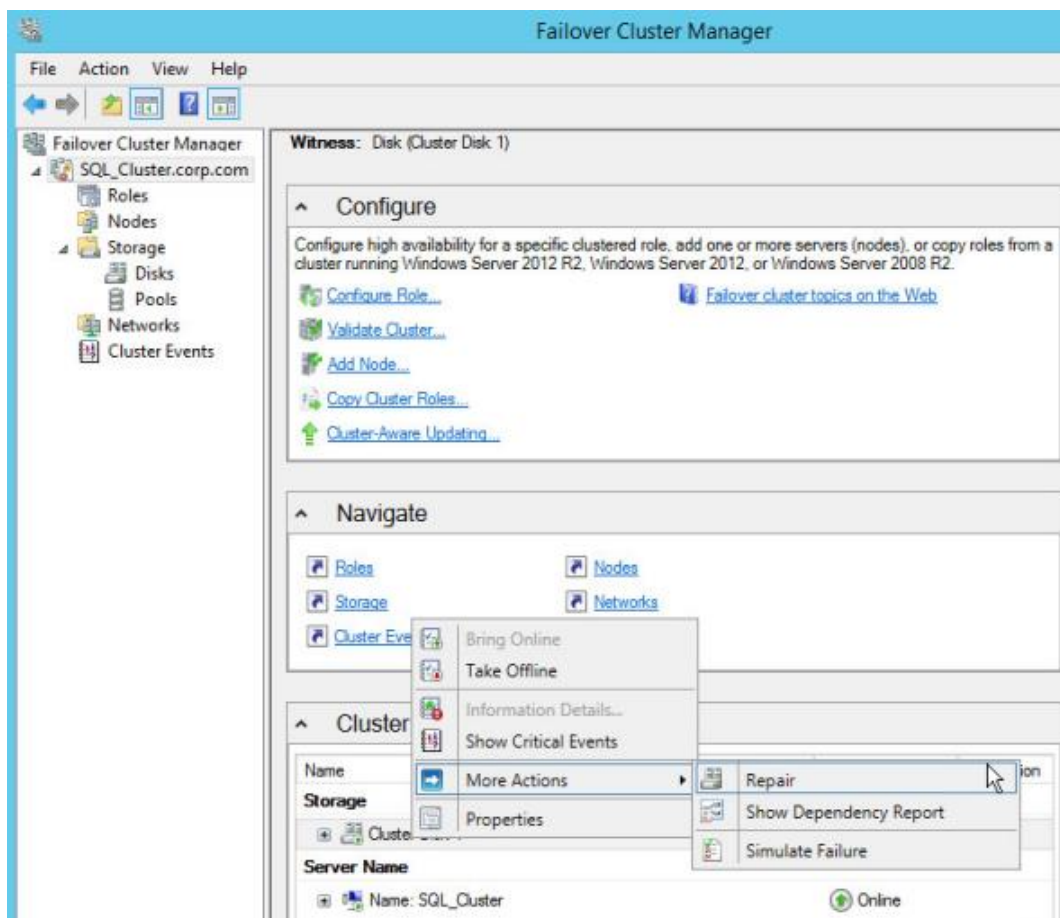 Failover Cluster Manager
File Action View Help
Failover Cluster Manager
SQL_Cluster.corp.com
Roles
Nodes
Storage
Disks
Pools
Networks
Cluster Events
Witness: Disk (Cluster Disk 1)
Configure
Configure high availability for a specific clustered role, add one or more servers (nodes), or copy roles from a
cluster running Windows Server 2012 R2, Windows Server 2012, or Windows Server 2008 R2.
Configure Role... Failover cluster topics on the Web
Validate Cluster...
Add Node...
Copy Cluster Roles...
Cluster-Aware Updating...
Navigate
Roles Nodes
Storage Networks
Cluster Eve
Bring Online
Take Offline
Information Details...
Show Critical Events
More Actions
Properties
Repair
Show Dependency Report
Simulate Failure
Cluster
Name ion
Storage
Cluste
Server Name
Name: SQL_Cluster Online